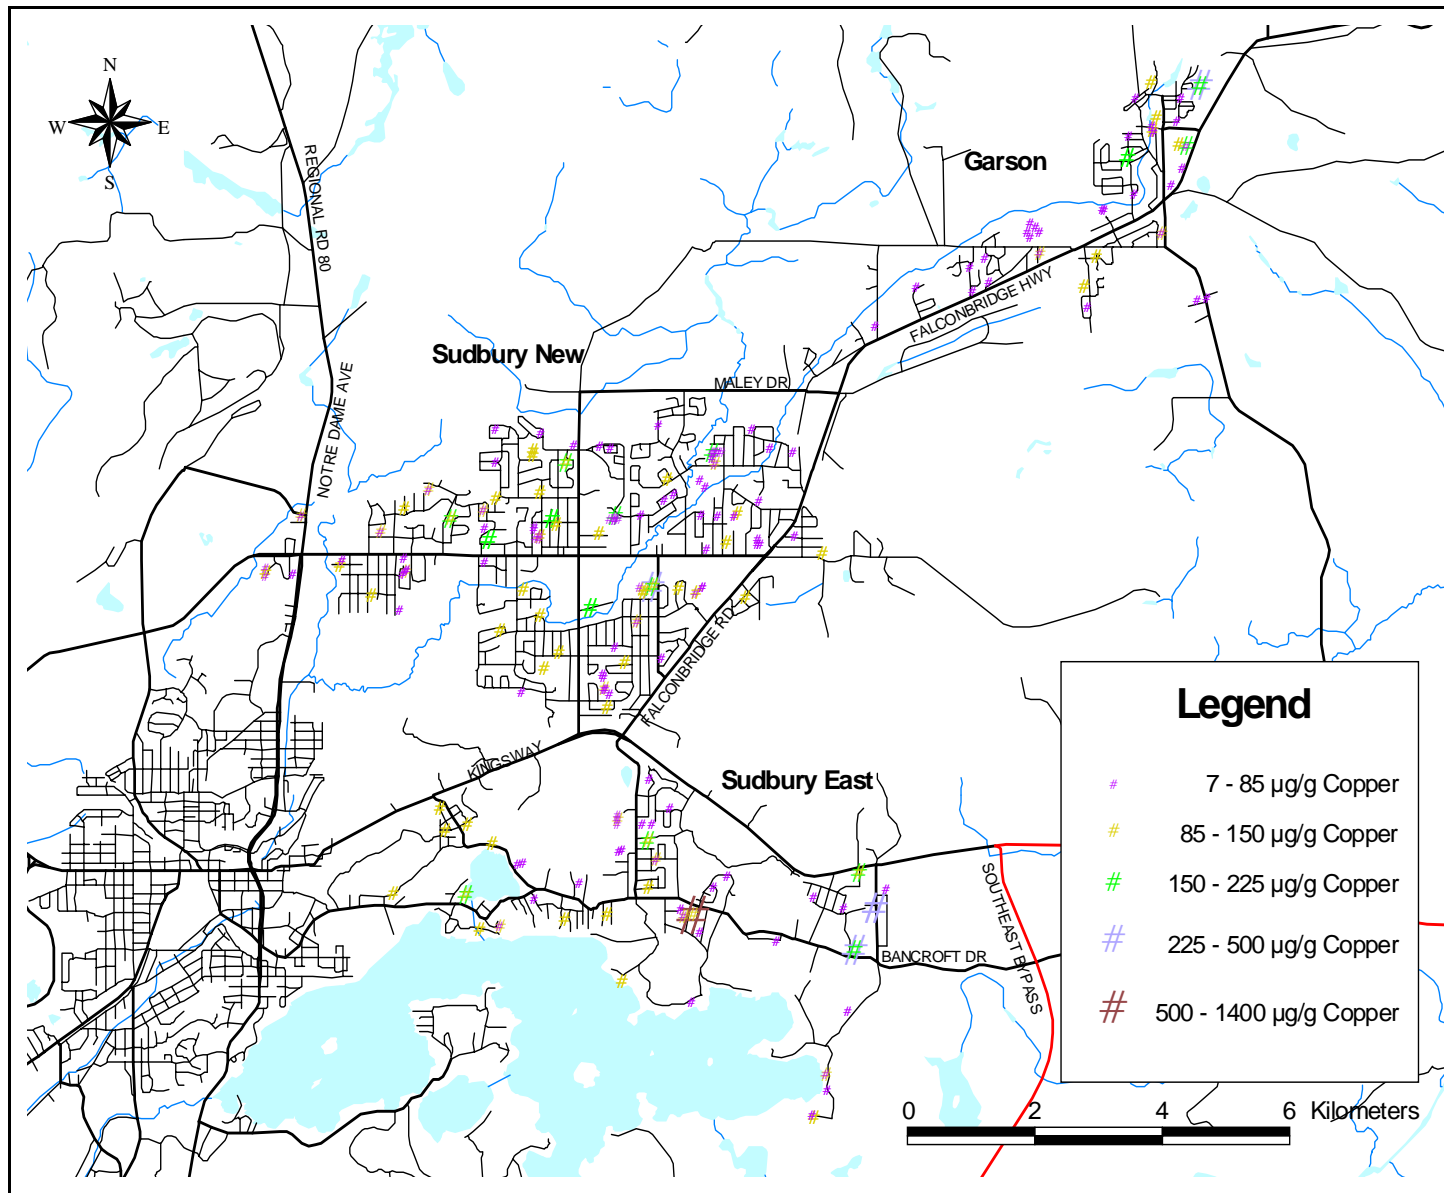 N
W E
S
REGIONAL RD 80
Garson
FALCONBRIDGE HWY
Sudbury New
MALEY DR
NOTRE DAME AVE
FALCONBRIDGE RD
KINGSWAY
Sudbury East
SOUTHEAST BYPASS
BANCROFT DR
Legend
# 7 - 85 µg/g Copper
# 85 - 150 µg/g Copper
# 150 - 225 µg/g Copper
# 225 - 500 µg/g Copper
# 500 - 1400 µg/g Copper
0 2 4 6 Kilometers